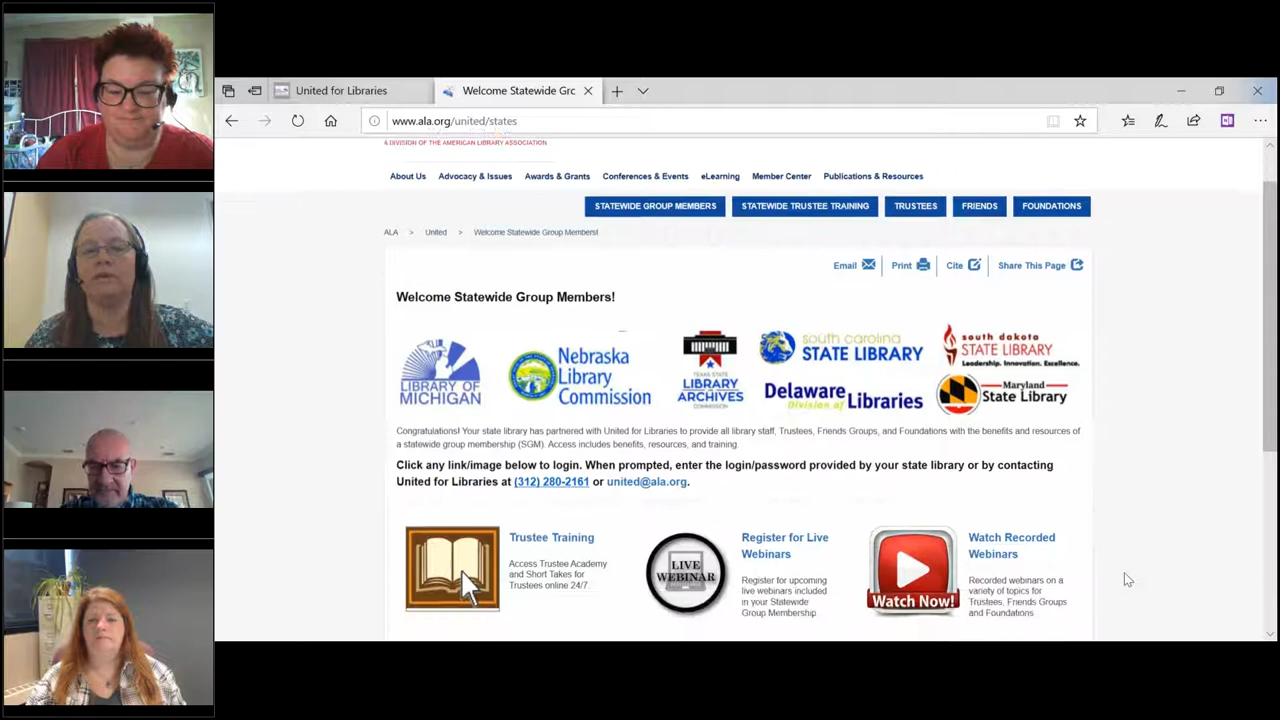 United for Libraries
Welcome Statewide Grc
www.ala.org/united/states
A DIVISION OF THE AMERICAN LIBRARY ASSOCIATION
About Us Advocacy & Issues Awards & Grants Conferences & Events eLearning Member Center Publications & Resources
STATEWIDE GROUP MEMBERS STATEWIDE TRUSTEE TRAINING TRUSTEES FRIENDS FOUNDATIONS
ALA > United > Welcome Statewide Group Members!
Email Print Cite Share This Page
Welcome Statewide Group Members!
LIBRARY OF
MICHIGAN
Nebraska
Library
Commission
TEXAS STATE
LIBRARY
ARCHIVES
COMMISSION
south carolina
STATE LIBRARY
Delaware
Division of Libraries
south dakota
STATE LIBRARY
Leadership. Innovation. Excellence.
Maryland
State Library
Congratulations! Your state library has partnered with United for Libraries to provide all library staff, Trustees, Friends Groups, and Foundations with the benefits and resources of
a statewide group membership (SGM). Access includes benefits, resources, and training.
Click any link/image below to login. When prompted, enter the login/password provided by your state library or by contacting
United for Libraries at (312) 280-2161 or united@ala.org.
Trustee Training
Access Trustee Academy
and Short Takes for
Trustees online 24/7.
LIVE
WEBINAR
Register for Live
Webinars
Register for upcoming
live webinars included
in your Statewide
Group Membership
Watch Now!
Watch Recorded
Webinars
Recorded webinars on a
variety of topics for
Trustees, Friends Groups
and Foundations